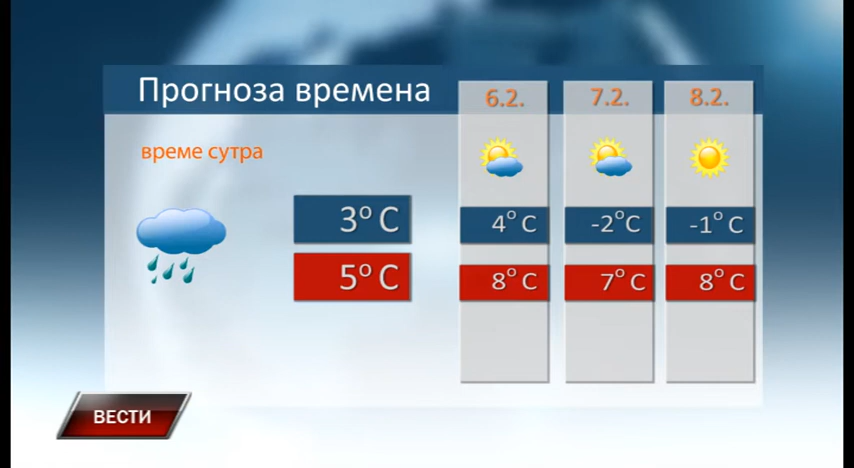 Прогноза времена
време сутра
3° C
5° C
6.2. 7.2. 8.2.
4° C -2°C -1° C
8° C 7° C 8° C
ВЕСТИ